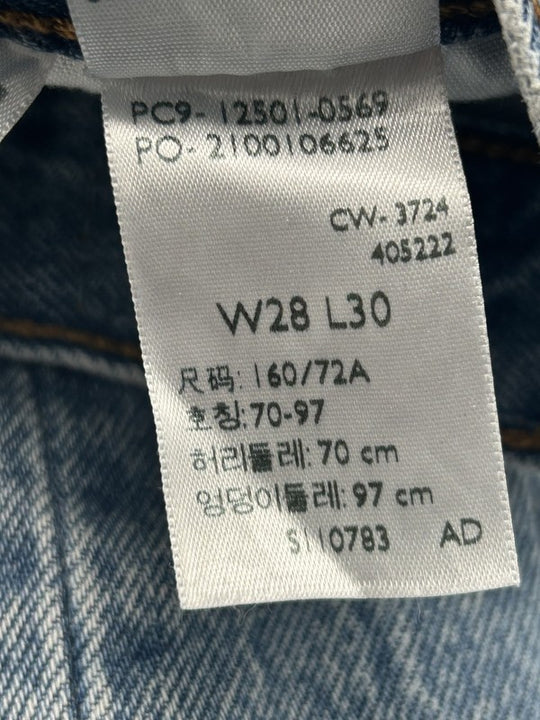 PC9- 12501-0569
PO- 2100106625
CW- 3724
405222
W28 L30
尺码: 160/72A
호칭: 70-97
허리둘레: 70 cm
엉덩이둘레: 97 cm
S110783 AD